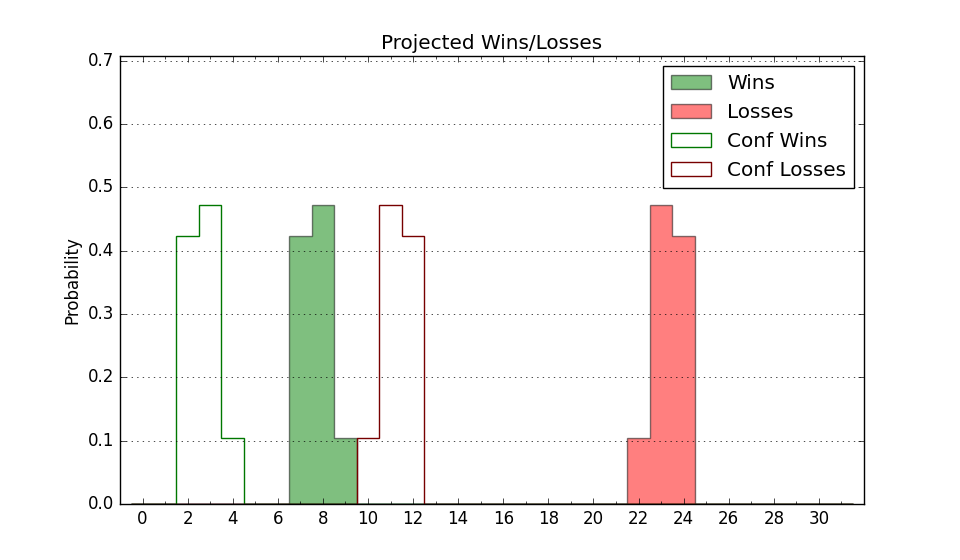 Projected Wins/Losses
0.7
0.6
0.5
0.4
0.3
0.2
0.1
0.0
Probability
Wins
Losses
Conf Wins
Conf Losses
0 2 4 6 8 10 12 14 16 18 20 22 24 26 28 30